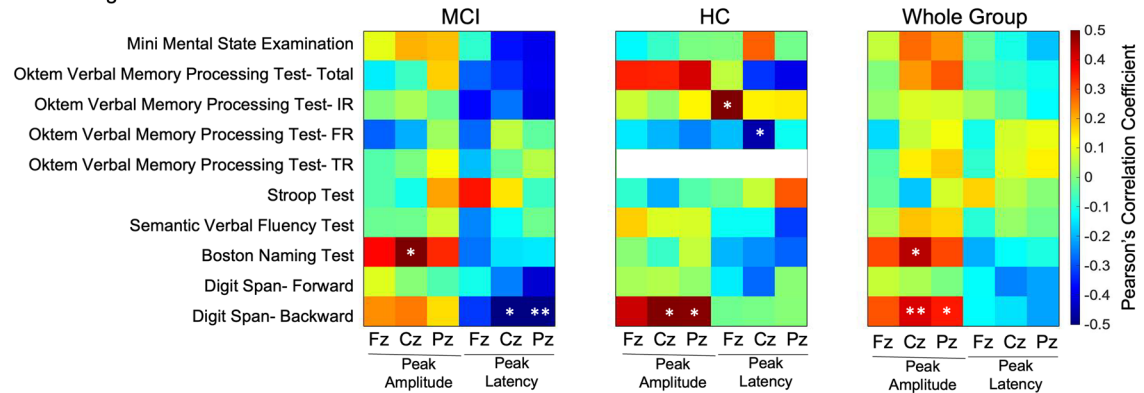 MCI
HC
Whole Group
Mini Mental State Examination
Oktem Verbal Memory Processing Test- Total
Oktem Verbal Memory Processing Test- IR
Oktem Verbal Memory Processing Test- FR
Oktem Verbal Memory Processing Test- TR
Stroop Test
Semantic Verbal Fluency Test
Boston Naming Test
Digit Span- Forward
Digit Span- Backward
*
* **
*
*
* *
*
** *
Fz Cz Pz Fz Cz Pz
Peak Amplitude
Peak Latency
Fz Cz Pz Fz Cz Pz
Peak Amplitude
Peak Latency
Fz Cz Pz Fz Cz Pz
Peak Amplitude
Peak Latency
0.5
0.4
0.3
0.2
0.1
0
-0.1
-0.2
-0.3
-0.4
-0.5
Pearson's Correlation Coefficient